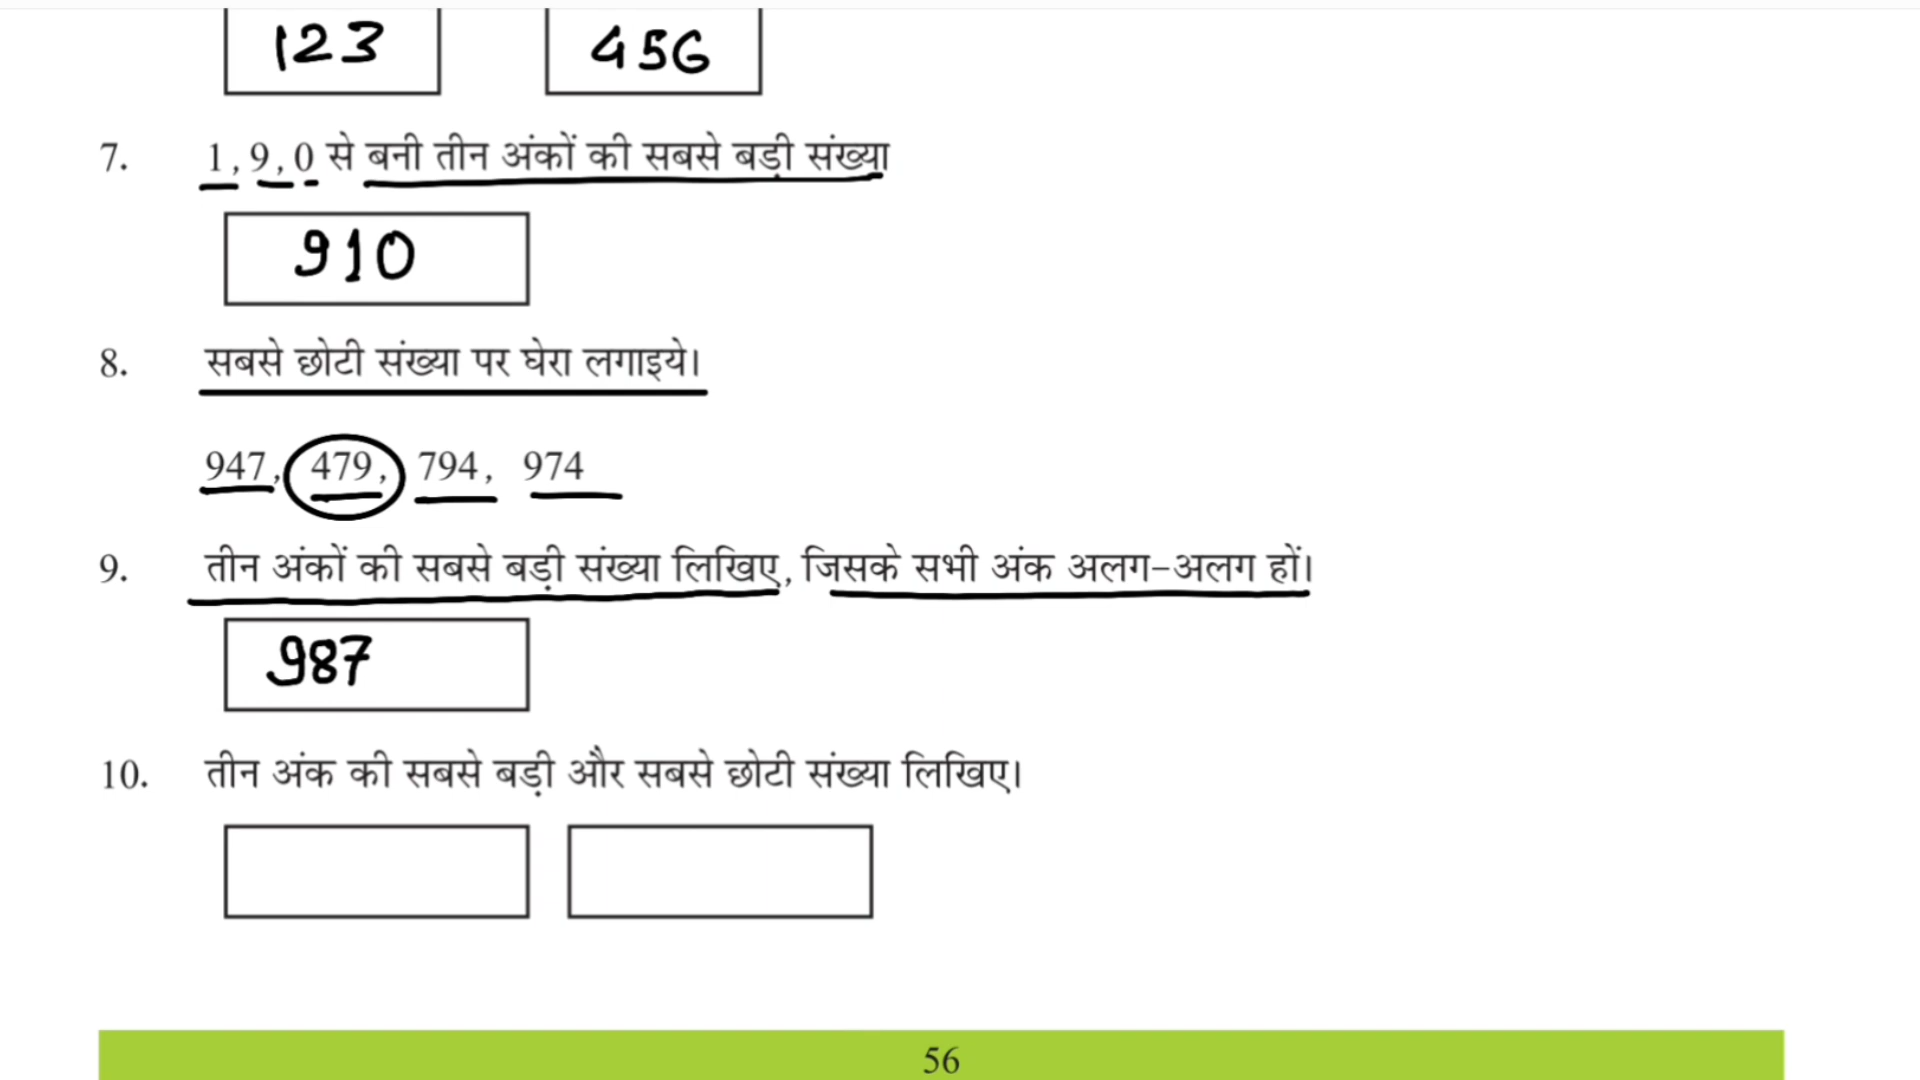 123 456
7. 1, 9, 0 से बनी तीन अंकों की सबसे बड़ी संख्या
910
8. सबसे छोटी संख्या पर घेरा लगाइये।
947, 479, 794, 974
9. तीन अंकों की सबसे बड़ी संख्या लिखिए, जिसके सभी अंक अलग-अलग हों।
987
10. तीन अंक की सबसे बड़ी और सबसे छोटी संख्या लिखिए।
56